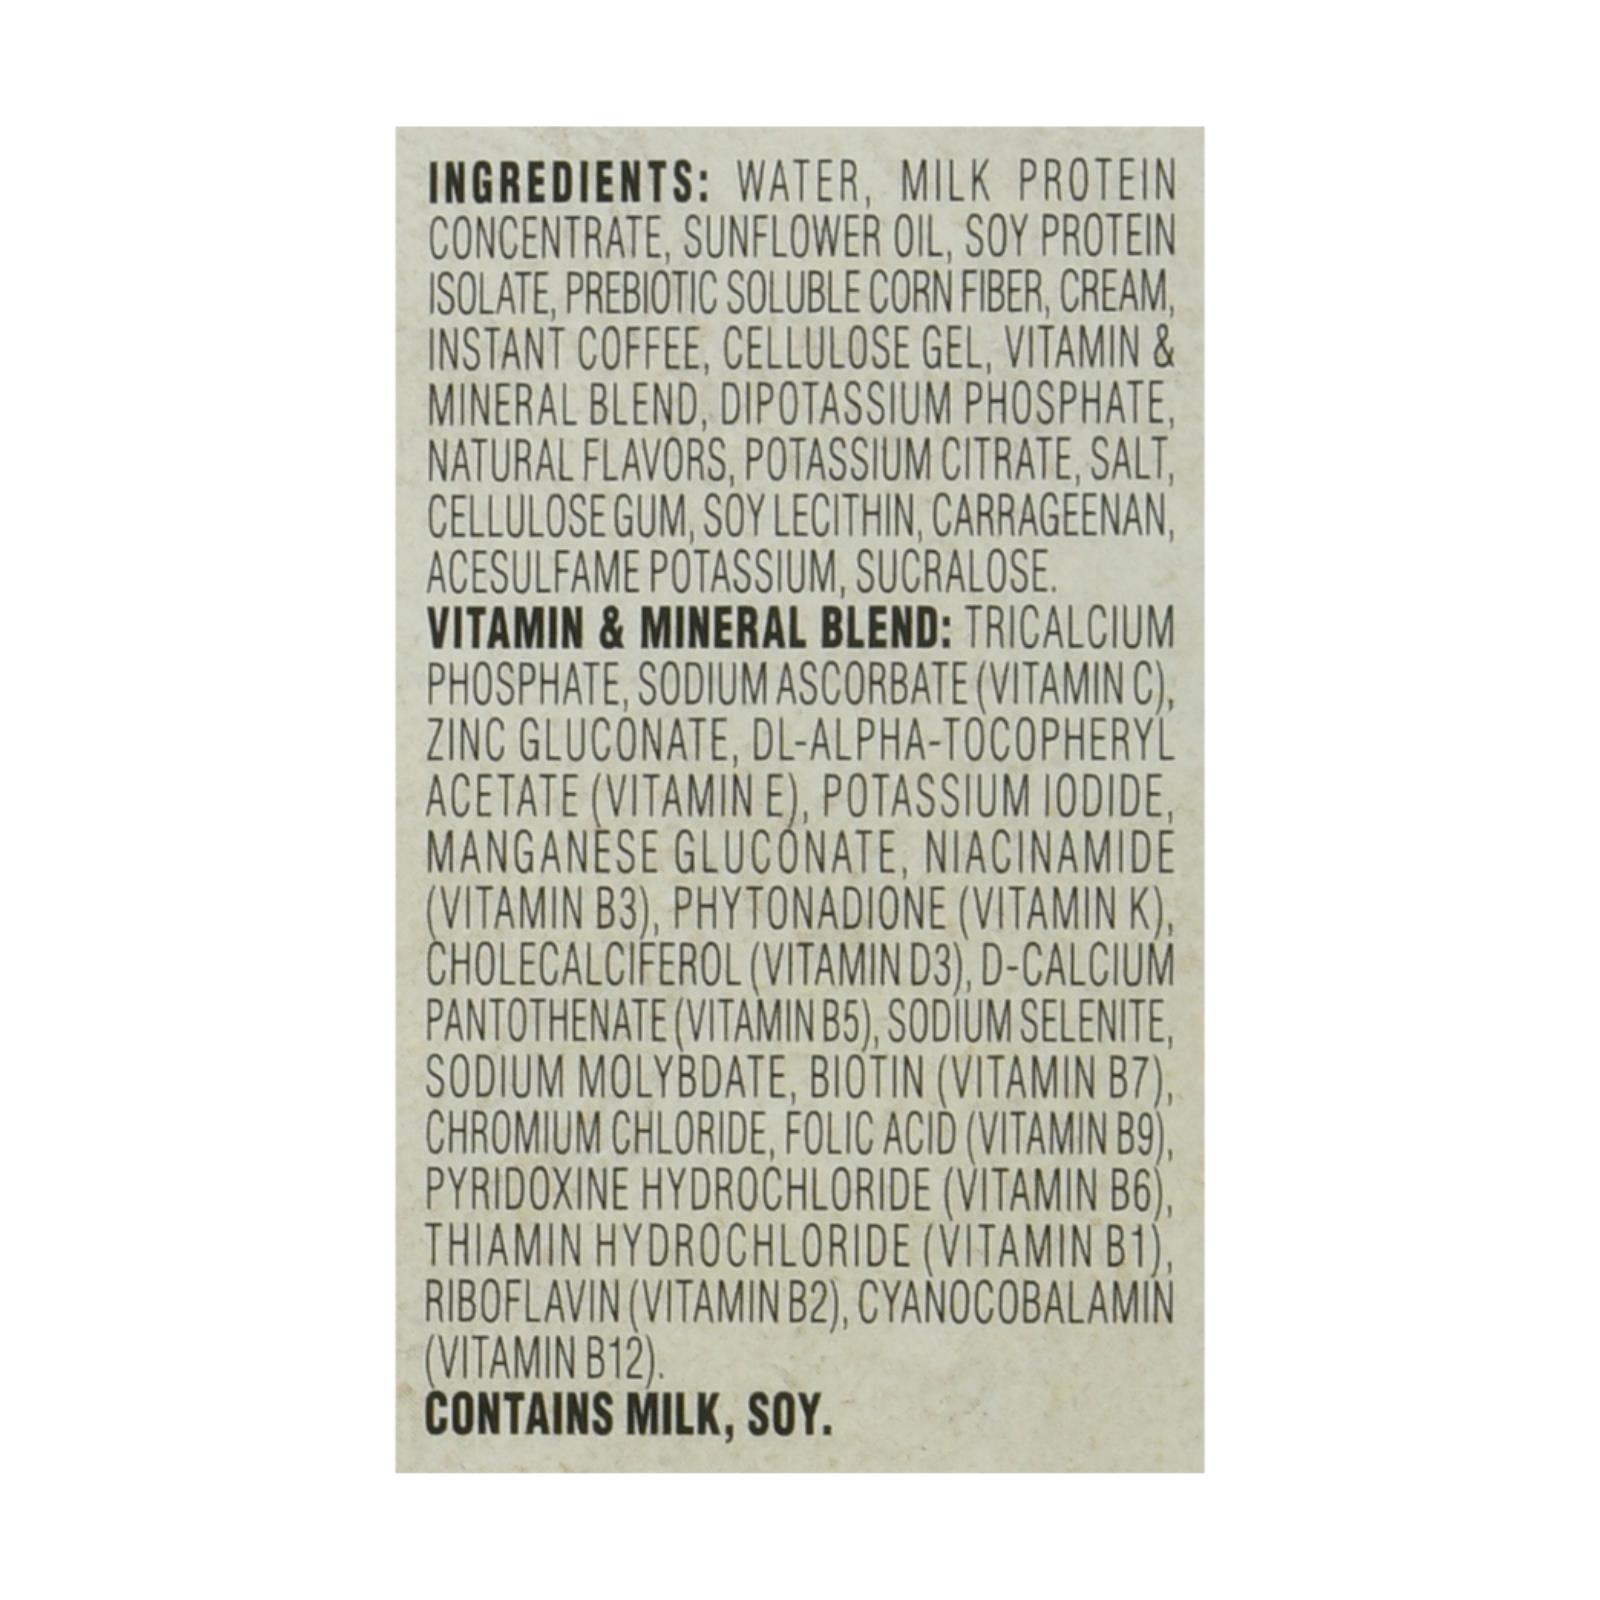 INGREDIENTS: WATER, MILK PROTEIN
CONCENTRATE, SUNFLOWER OIL, SOY PROTEIN
ISOLATE, PREBIOTIC SOLUBLE CORN FIBER, CREAM,
INSTANT COFFEE, CELLULOSE GEL, VITAMIN &
MINERAL BLEND, DIPOTASSIUM PHOSPHATE,
NATURAL FLAVORS, POTASSIUM CITRATE, SALT,
CELLULOSE GUM, SOY LECITHIN, CARRAGEENAN,
ACESULFAME POTASSIUM, SUCRALOSE.
VITAMIN & MINERAL BLEND: TRICALCIUM
PHOSPHATE, SODIUM ASCORBATE (VITAMIN C),
ZINC GLUCONATE, DL-ALPHA-TOCOPHERYL
ACETATE (VITAMIN E), POTASSIUM IODIDE,
MANGANESE GLUCONATE, NIACINAMIDE
(VITAMIN B3), PHYTONADIONE (VITAMIN K),
CHOLECALCIFEROL (VITAMIN D3), D-CALCIUM
PANTOTHENATE (VITAMIN B5), SODIUM SELENITE,
SODIUM MOLYBDATE, BIOTIN (VITAMIN B7),
CHROMIUM CHLORIDE, FOLIC ACID (VITAMIN B9),
PYRIDOXINE HYDROCHLORIDE (VITAMIN B6),
THIAMIN HYDROCHLORIDE (VITAMIN B1),
RIBOFLAVIN (VITAMIN B2), CYANOCOBALAMIN
(VITAMIN B12).
CONTAINS MILK, SOY.